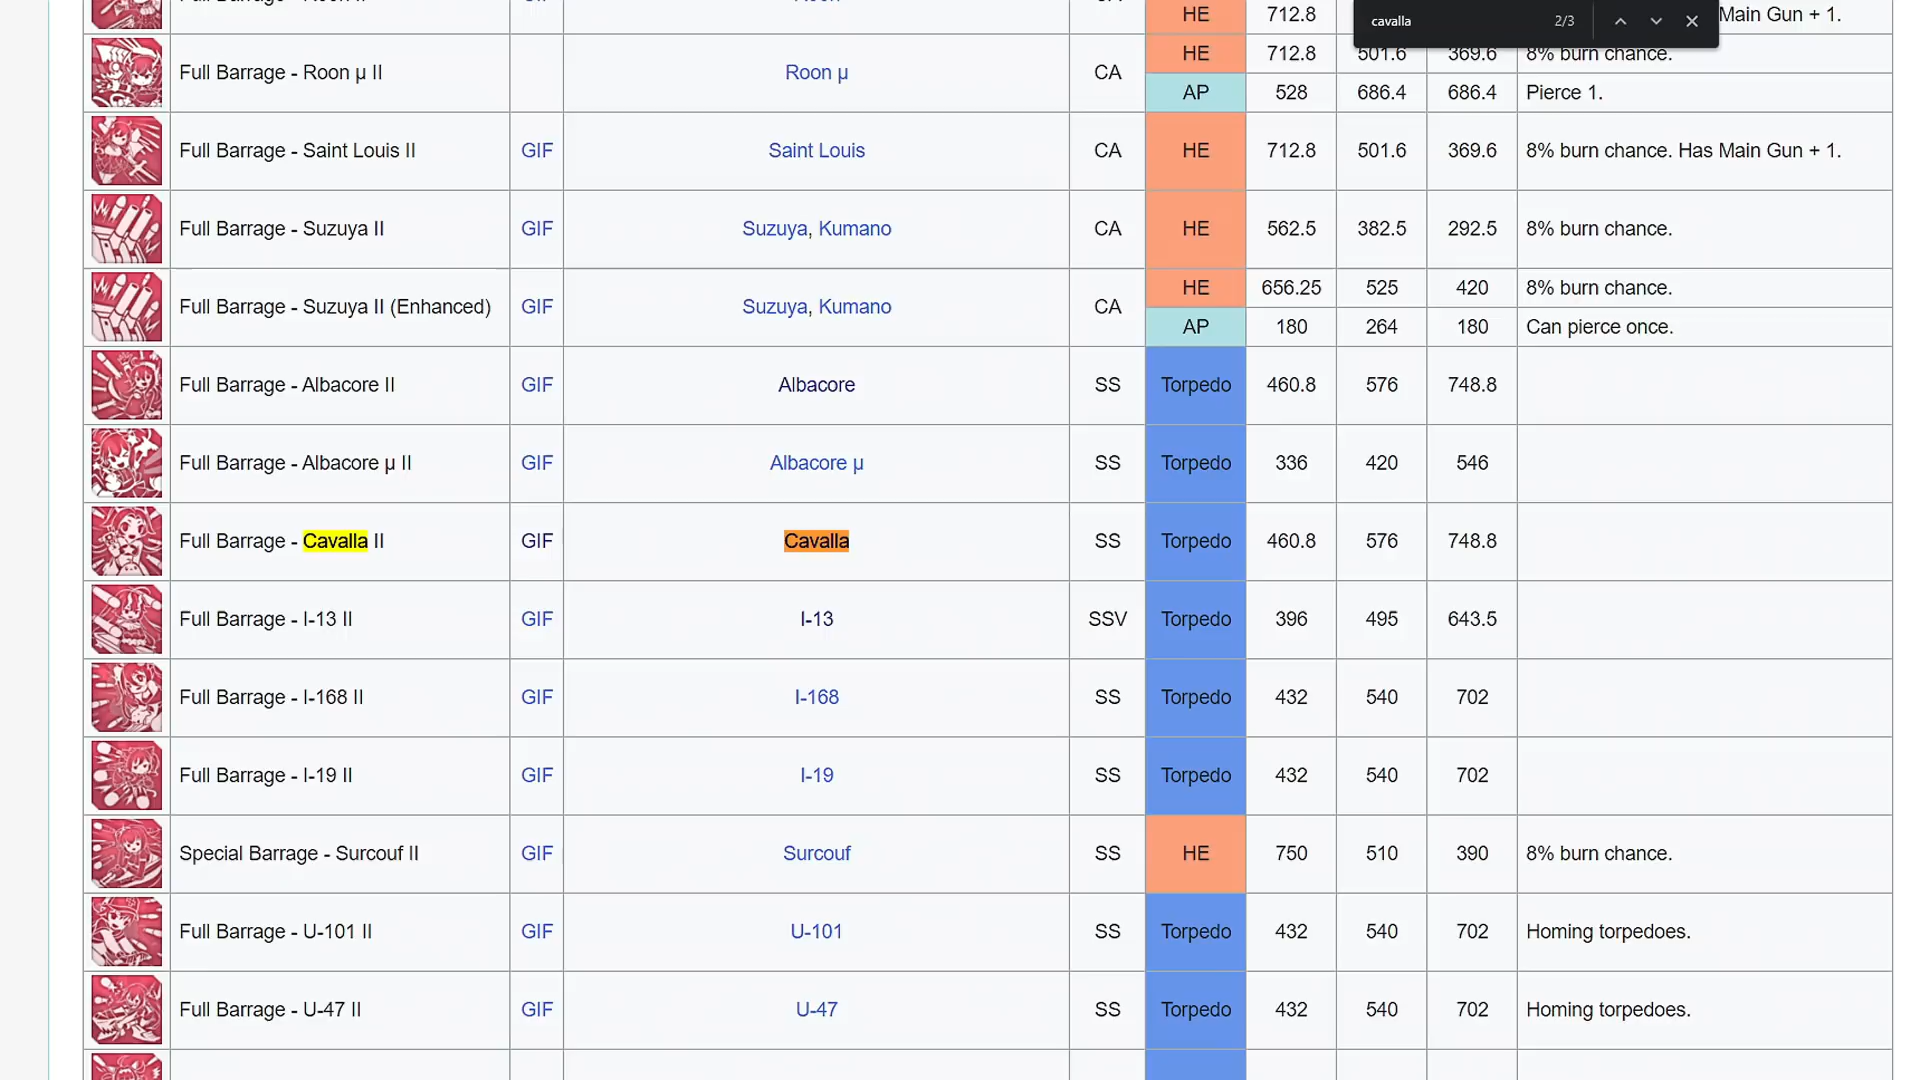 cavalla 2/3
HE 712.8 Main Gun + 1.
Full Barrage - Roon μ II Roon μ CA HE 712.8 501.6 369.6 8% burn chance.
AP 528 686.4 686.4 Pierce 1.
Full Barrage - Saint Louis II GIF Saint Louis CA HE 712.8 501.6 369.6 8% burn chance. Has Main Gun + 1.
Full Barrage - Suzuya II GIF Suzuya, Kumano CA HE 562.5 382.5 292.5 8% burn chance.
Full Barrage - Suzuya II (Enhanced) GIF Suzuya, Kumano CA HE 656.25 525 420 8% burn chance.
AP 180 264 180 Can pierce once.
Full Barrage - Albacore II GIF Albacore SS Torpedo 460.8 576 748.8
Full Barrage - Albacore μ II GIF Albacore μ SS Torpedo 336 420 546
Full Barrage - Cavalla II GIF Cavalla SS Torpedo 460.8 576 748.8
Full Barrage - I-13 II GIF I-13 SSV Torpedo 396 495 643.5
Full Barrage - I-168 II GIF I-168 SS Torpedo 432 540 702
Full Barrage - I-19 II GIF I-19 SS Torpedo 432 540 702
Special Barrage - Surcouf II GIF Surcouf SS HE 750 510 390 8% burn chance.
Full Barrage - U-101 II GIF U-101 SS Torpedo 432 540 702 Homing torpedoes.
Full Barrage - U-47 II GIF U-47 SS Torpedo 432 540 702 Homing torpedoes.